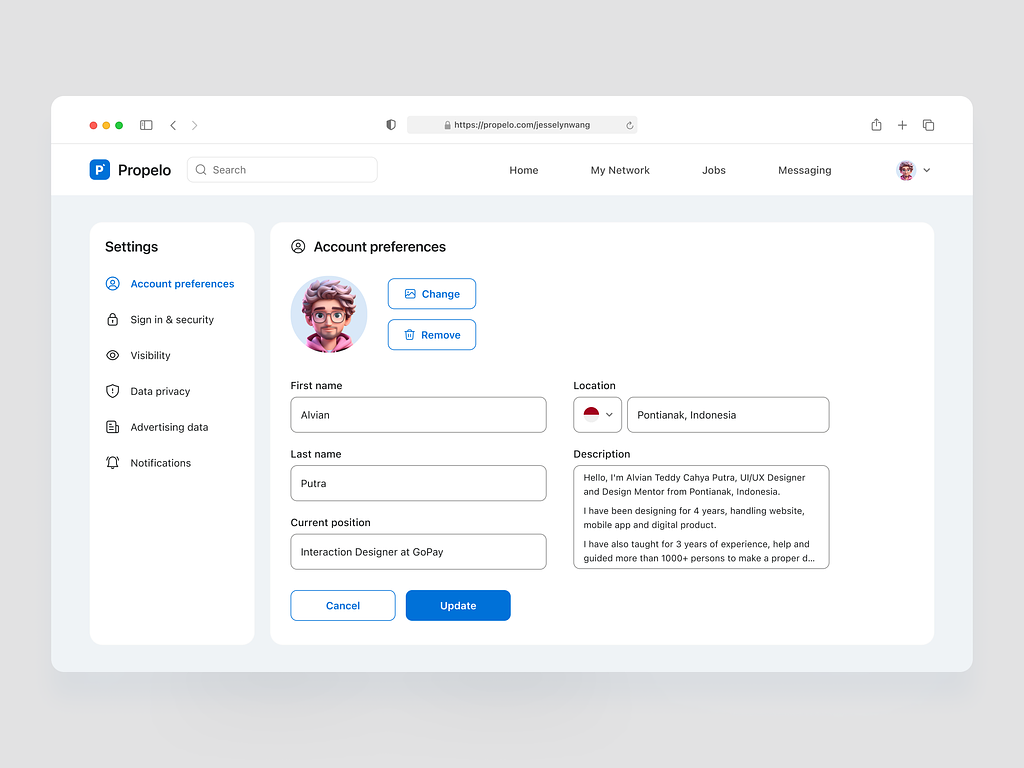 https://propelo.com/jesselynwang
P
Propelo
Search
Home
My Network
Jobs
Messaging
Settings
Account preferences
Sign in & security
Visibility
Data privacy
Advertising data
Notifications
Account preferences
Change
Remove
First name
Alvian
Last name
Putra
Current position
Interaction Designer at GoPay
Location
Pontianak, Indonesia
Description
Hello, I'm Alvian Teddy Cahya Putra, UI/UX Designer
and Design Mentor from Pontianak, Indonesia.
I have been designing for 4 years, handling website,
mobile app and digital product.
I have also taught for 3 years of experience, help and
guided more than 1000+ persons to make a proper d...
Cancel
Update